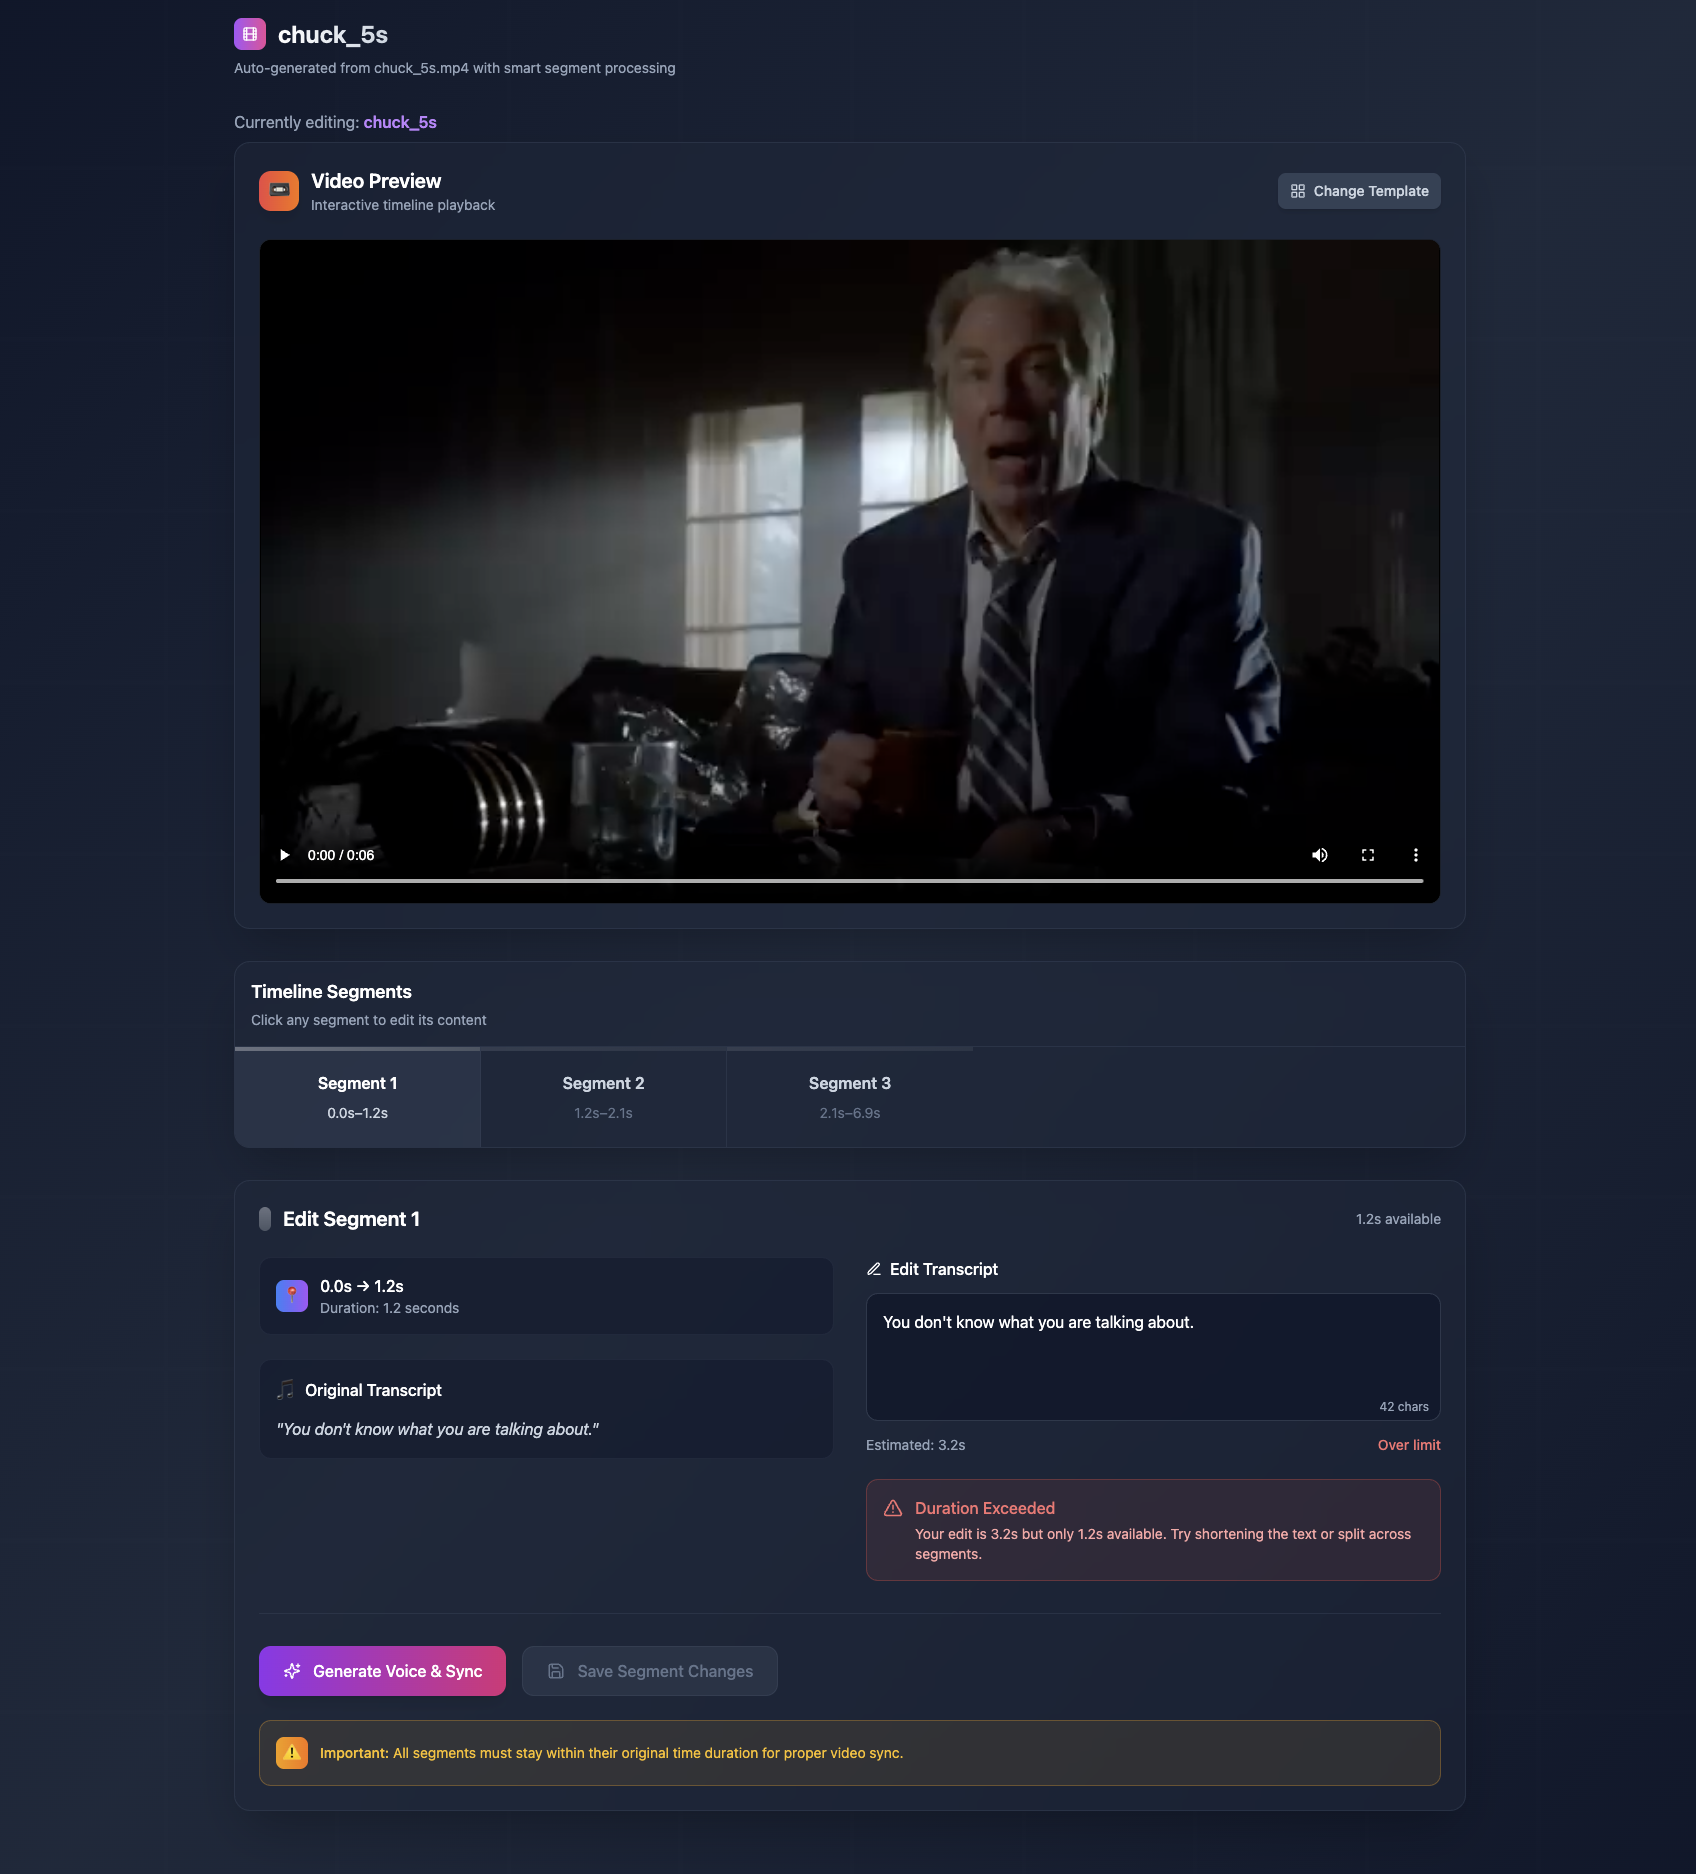 chuck_5s
Auto-generated from chuck_5s.mp4 with smart segment processing
Currently editing: chuck_5s
Video Preview
Interactive timeline playback
Change Template
0:00 / 0:06
Timeline Segments
Click any segment to edit its content
Segment 1
0.0s–1.2s
Segment 2
1.2s–2.1s
Segment 3
2.1s–6.9s
Edit Segment 1
1.2s available
0.0s → 1.2s
Duration: 1.2 seconds
Original Transcript
"You don't know what you are talking about."
Edit Transcript
You don't know what you are talking about.
42 chars
Estimated: 3.2s
Over limit
Duration Exceeded
Your edit is 3.2s but only 1.2s available. Try shortening the text or split across
segments.
Generate Voice & Sync
Save Segment Changes
Important: All segments must stay within their original time duration for proper video sync.